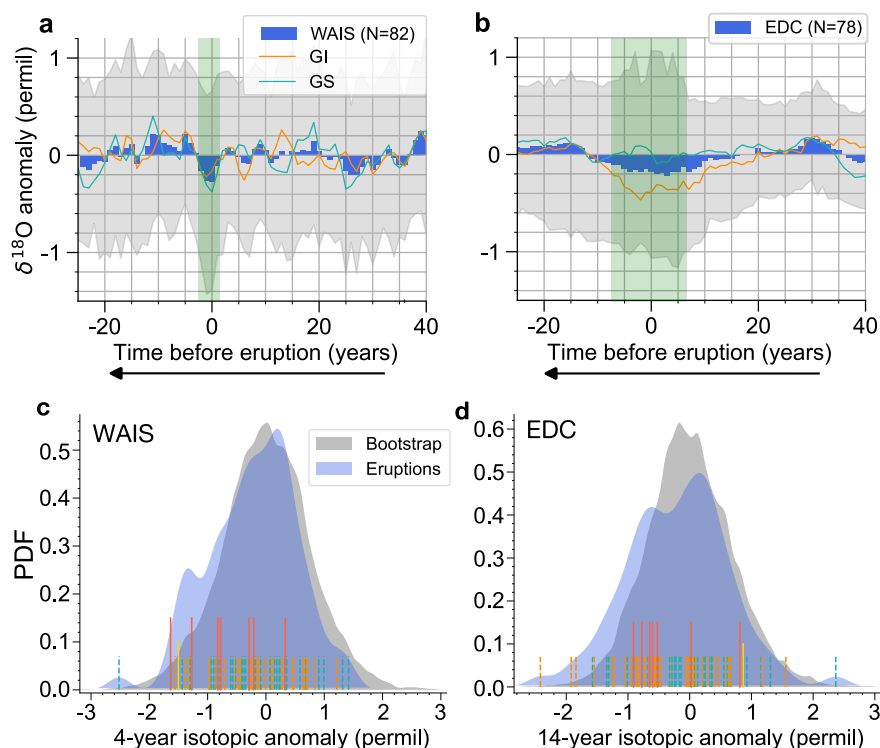 a
WAIS (N=82)
GI
GS
1
0
-1
δ18O anomaly (permil)
-20
0
20
40
Time before eruption (years)
b
EDC (N=78)
1
0
-1
-20
0
20
40
Time before eruption (years)
c
WAIS
Bootstrap
Eruptions
0.5
0.4
0.3
0.2
0.1
0.0
PDF
-3
-2
-1
0
1
2
3
4-year isotopic anomaly (permil)
d
EDC
0.6
0.5
0.4
0.3
0.2
0.1
0.0
-2
-1
0
1
2
3
14-year isotopic anomaly (permil)